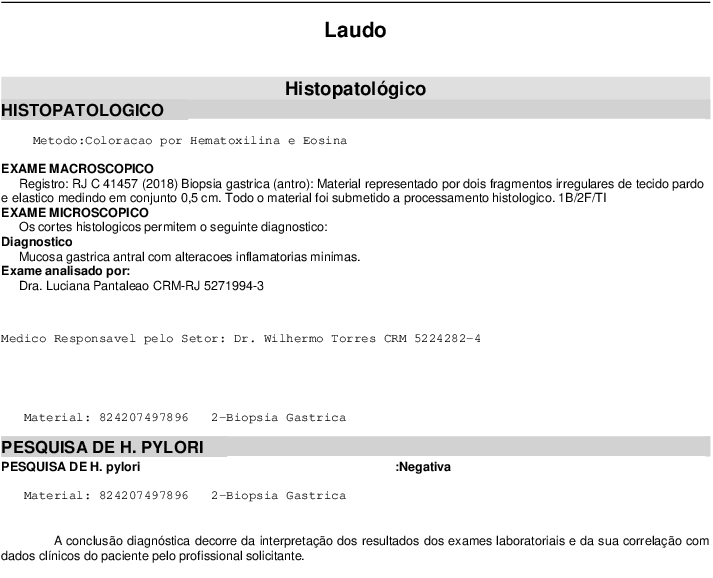 Laudo
Histopatológico
HISTOPATOLOGICO
Metodo:Coloracao por Hematoxilina e Eosina
EXAME MACROSCOPICO
Registro: RJ C 41457 (2018) Biopsia gastrica (antro): Material representado por dois fragmentos irregulares de tecido pardo
e elastico medindo em conjunto 0,5 cm. Todo o material foi submetido a processamento histologico. 1B/2F/TI
EXAME MICROSCOPICO
Os cortes histologicos permitem o seguinte diagnostico:
Diagnostico
Mucosa gastrica antral com alteracoes inflamatorias minimas.
Exame analisado por:
Dra. Luciana Pantaleao CRM-RJ 5271994-3
Medico Responsavel pelo Setor: Dr. Wilhermo Torres CRM 5224282-4
Material: 824207497896 2-Biopsia Gastrica
PESQUISA DE H. PYLORI
PESQUISA DE H. pylori :Negativa
Material: 824207497896 2-Biopsia Gastrica
A conclusão diagnóstica decorre da interpretação dos resultados dos exames laboratoriais e da sua correlação com
dados clínicos do paciente pelo profissional solicitante.